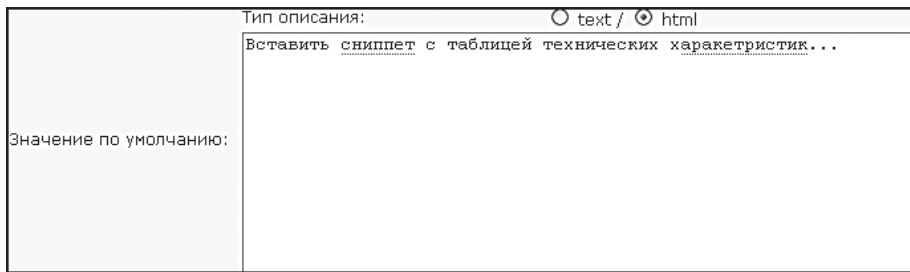 Тип описания: text / html
Вставить сниппет с таблицей технических характеристик...
Значение по умолчанию: